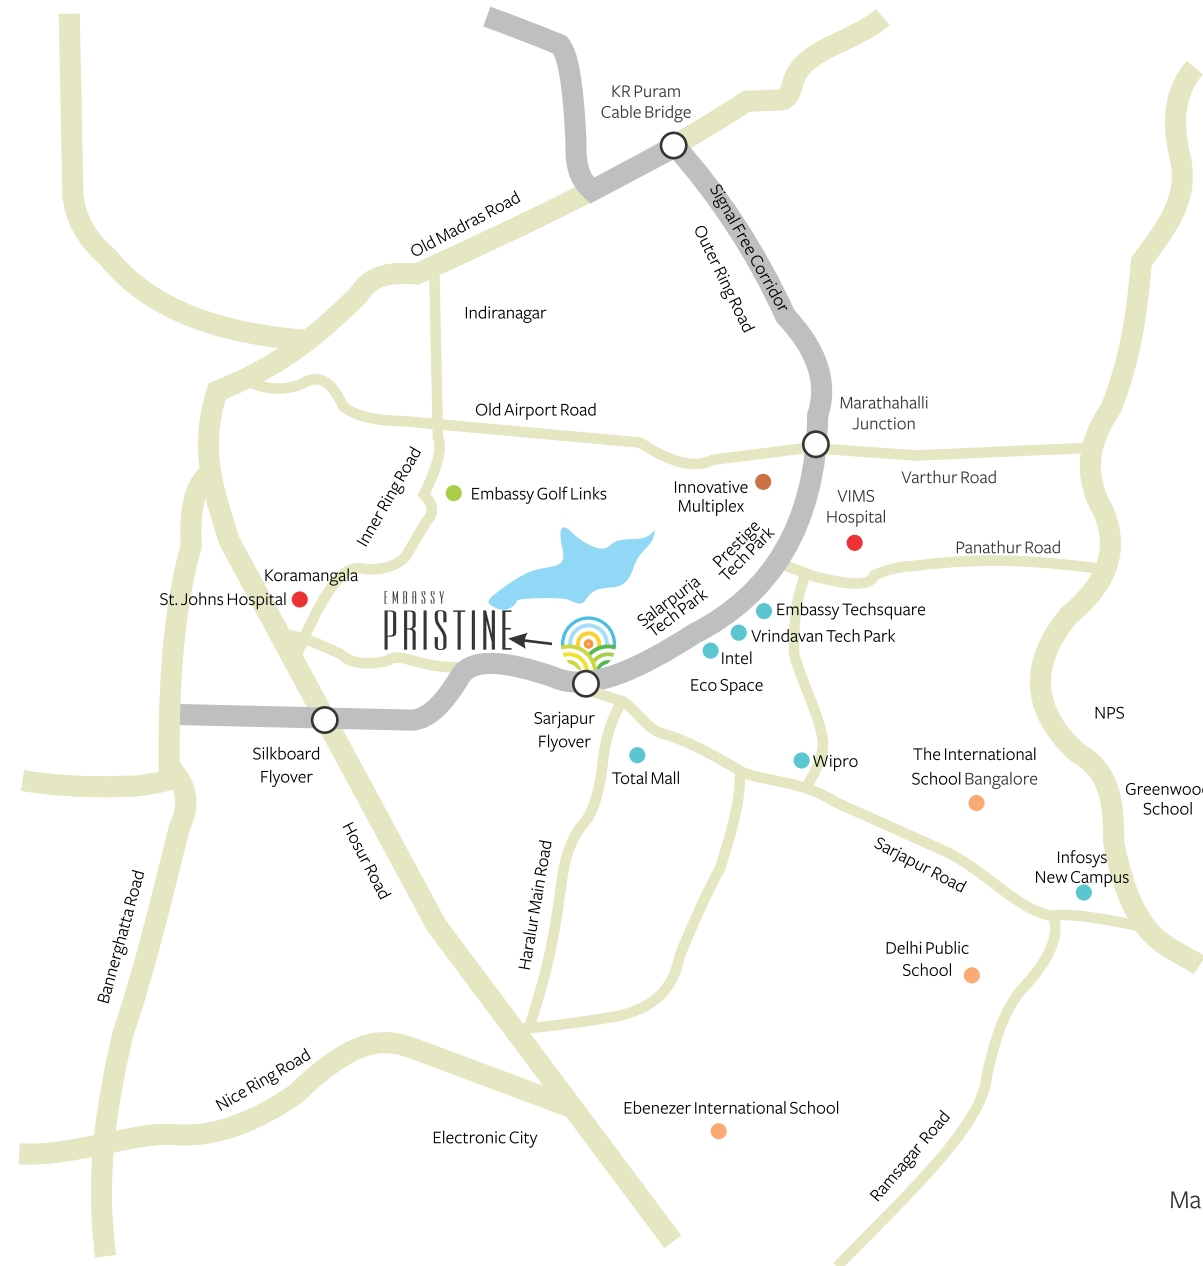 KR Puram
Cable Bridge
Old Madras Road
Signal Free Corridor
Outer Ring Road
Indiranagar
Old Airport Road
Marathahalli
Junction
Inner Ring Road
Embassy Golf Links
Innovative
Multiplex
Varthur Road
VIMS
Hospital
Prestige
Tech Park
Panathur Road
Koramangala
St. Johns Hospital
EMBASSY
PRISTINE
Salarpuria
Tech Park
Embassy Techsquare
Vrindavan Tech Park
Intel
Eco Space
Sarjapur
Flyover
Silkboard
Flyover
NPS
Total Mall
Wipro
The International
School Bangalore
Greenwoo
School
Hosur Road
Haralur Main Road
Sarjapur Road
Infosys
New Campus
Bannerghatta Road
Delhi Public
School
Nice Ring Road
Electronic City
Ebenezer International School
Ramsagar Road
Ma